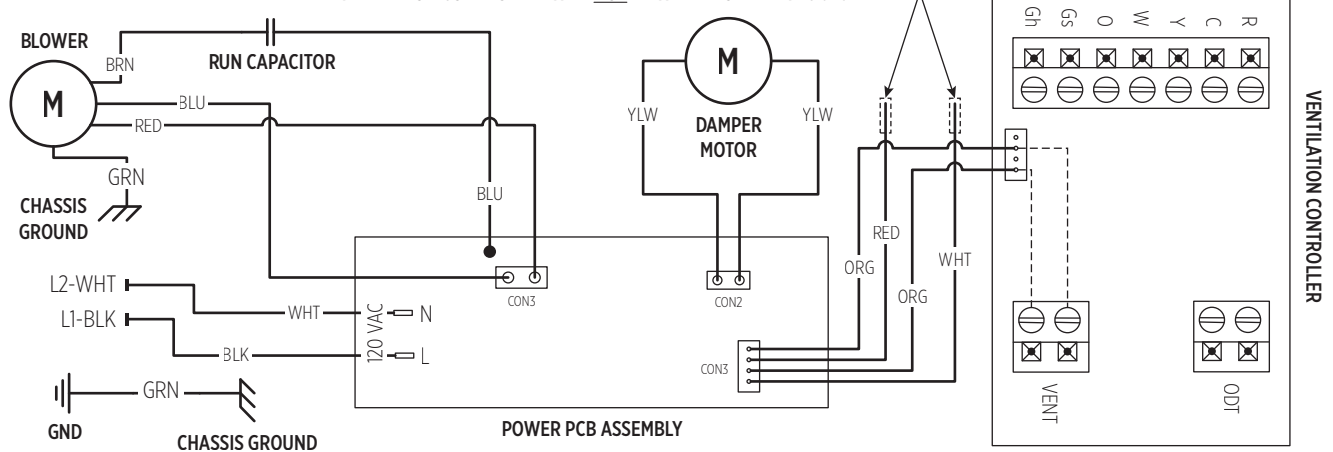 BLOWER
M
BRN
RUN CAPACITOR
BLU
RED
GRN
CHASSIS
GROUND
BLU
M
DAMPER
MOTOR
YLW
YLW
L2-WHT
L1-BLK
WHT
BLK
120 VAC
N
L
CON3
CON2
CON3
GND
GRN
CHASSIS GROUND
POWER PCB ASSEMBLY
ORG
RED
ORG
WHT
Gh
Gs
O
W
Y
C
R
VENT
ODT
VENTILATION CONTROLLER